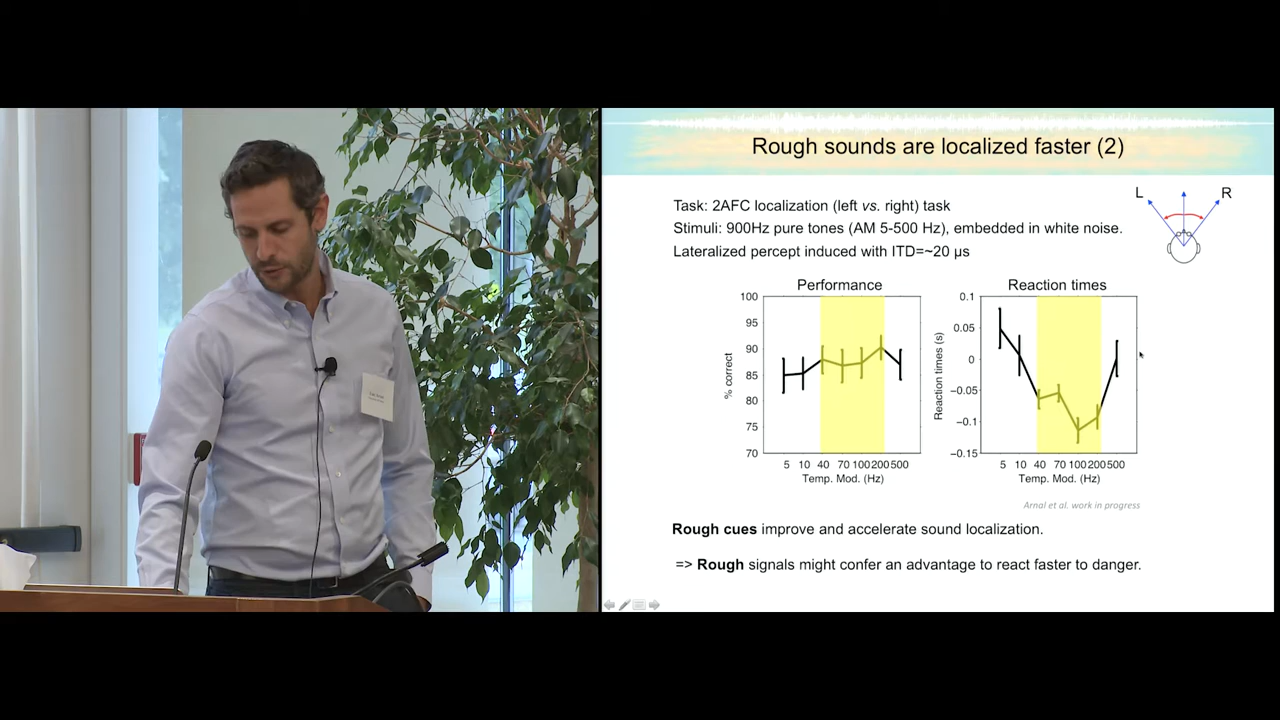 Rough sounds are localized faster (2)
L R
Task: 2AFC localization (left vs. right) task
Stimuli: 900Hz pure tones (AM 5-500 Hz), embedded in white noise.
Lateralized percept induced with ITD=~20 µs
Performance
100
95
90
85
80
75
70
% correct
5 10 40 70 100 200 500
Temp. Mod. (Hz)
Reaction times
0.1
0.05
0
−0.05
−0.1
−0.15
Reaction times (s)
5 10 40 70 100 200 500
Temp. Mod. (Hz)
Arnal et al. work in progress
Rough cues improve and accelerate sound localization.
=> Rough signals might confer an advantage to react faster to danger.